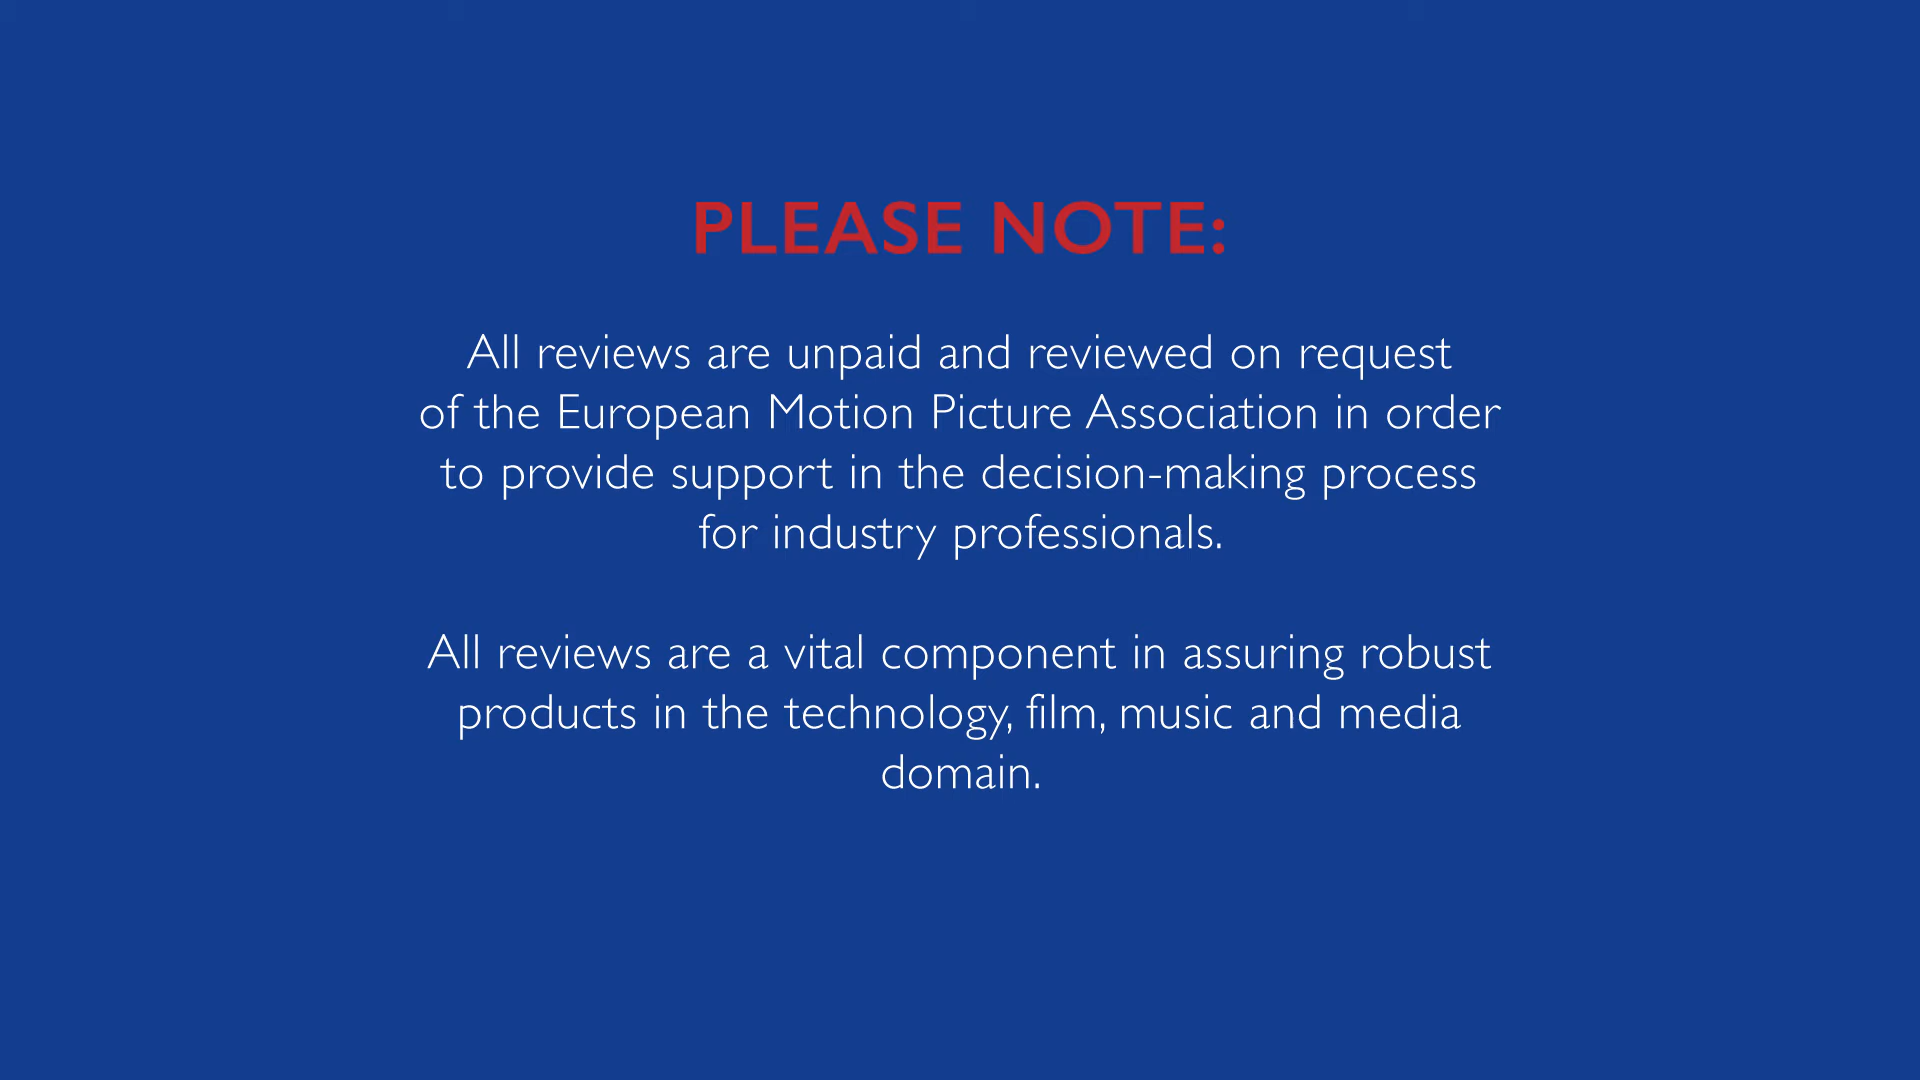 PLEASE NOTE:
All reviews are unpaid and reviewed on request
of the European Motion Picture Association in order
to provide support in the decision-making process
for industry professionals.
All reviews are a vital component in assuring robust
products in the technology, film, music and media
domain.